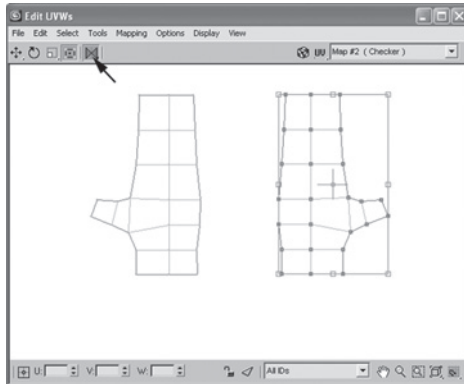 Edit UVWs
File Edit Select Tools Mapping Options Display View
UV Map #2 ( Checker )
U: V: W: All IDs